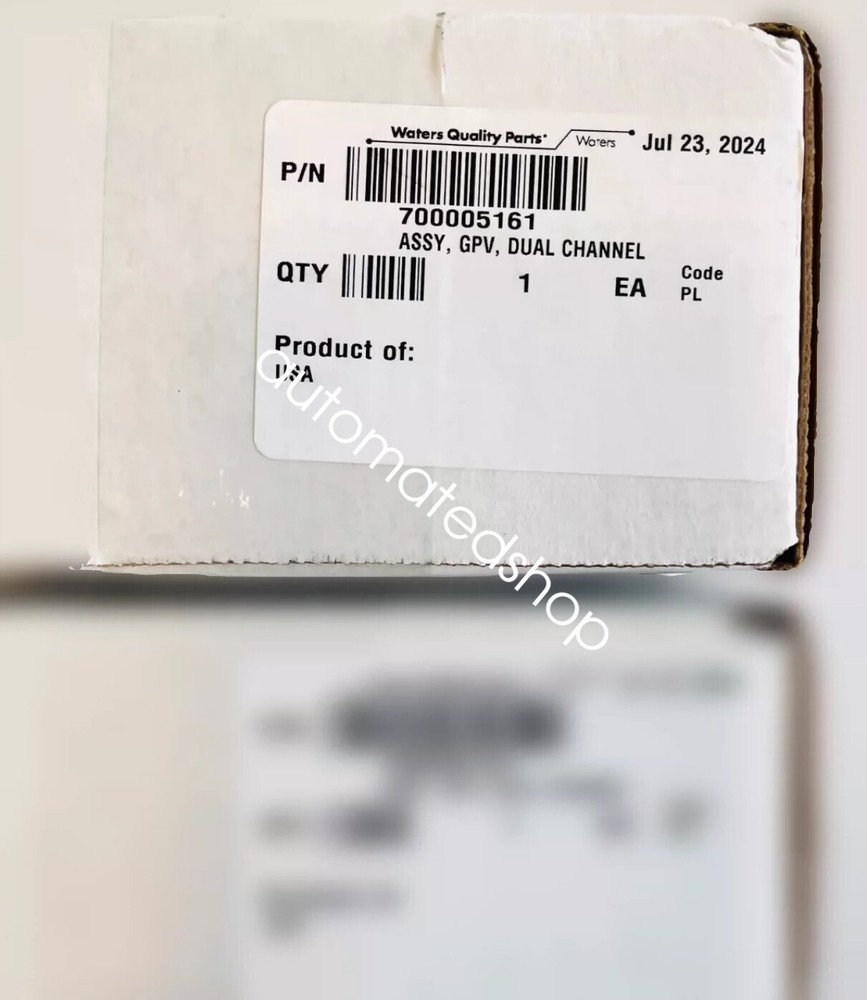 Waters Quality Parts®
Waters
Jul 23, 2024
P/N
700005161
ASSY, GPV, DUAL CHANNEL
QTY 1 EA Code
PL
Product of:
USA
automatedshop